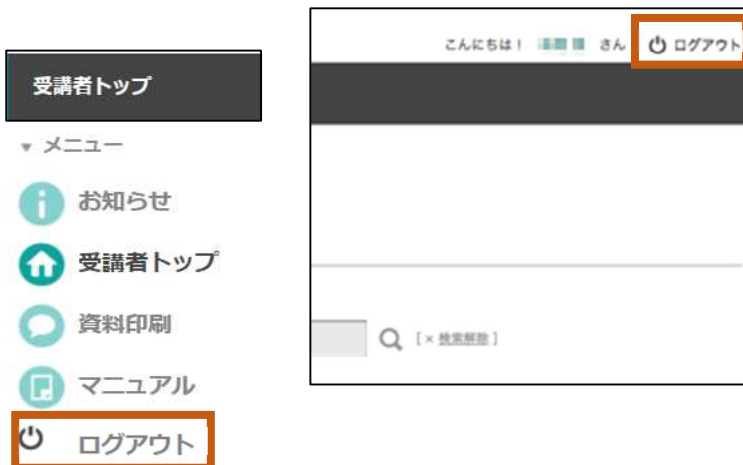 受講者トップ
メニュー
お知らせ
受講者トップ
資料印刷
マニュアル
ログアウト
こんにちは! さん ログアウト
[ × 検索解除 ]